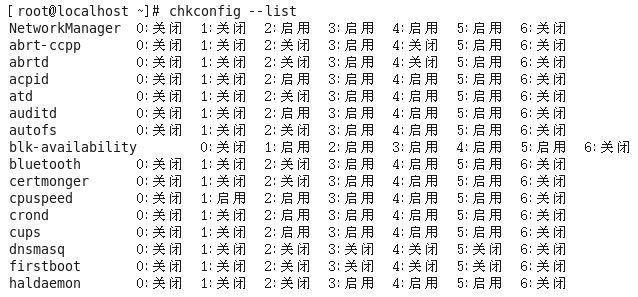 [root@localhost ~]# chkconfig --list
NetworkManager 0:关闭 1:关闭 2:启用 3:启用 4:启用 5:启用 6:关闭
abrt-ccpp 0:关闭 1:关闭 2:关闭 3:启用 4:关闭 5:启用 6:关闭
abrtd 0:关闭 1:关闭 2:关闭 3:启用 4:关闭 5:启用 6:关闭
acpid 0:关闭 1:关闭 2:启用 3:启用 4:启用 5:启用 6:关闭
atd 0:关闭 1:关闭 2:关闭 3:启用 4:启用 5:启用 6:关闭
auditd 0:关闭 1:关闭 2:启用 3:启用 4:启用 5:启用 6:关闭
autofs 0:关闭 1:关闭 2:关闭 3:启用 4:启用 5:启用 6:关闭
blk-availability 0:关闭 1:启用 2:启用 3:启用 4:启用 5:启用 6:关闭
bluetooth 0:关闭 1:关闭 2:关闭 3:启用 4:启用 5:启用 6:关闭
certmonger 0:关闭 1:关闭 2:关闭 3:启用 4:启用 5:启用 6:关闭
cpuspeed 0:关闭 1:启用 2:启用 3:启用 4:启用 5:启用 6:关闭
crond 0:关闭 1:关闭 2:启用 3:启用 4:启用 5:启用 6:关闭
cups 0:关闭 1:关闭 2:启用 3:启用 4:启用 5:启用 6:关闭
dnsmasq 0:关闭 1:关闭 2:关闭 3:关闭 4:关闭 5:关闭 6:关闭
firstboot 0:关闭 1:关闭 2:关闭 3:关闭 4:关闭 5:启用 6:关闭
haldaemon 0:关闭 1:关闭 2:关闭 3:启用 4:启用 5:启用 6:关闭